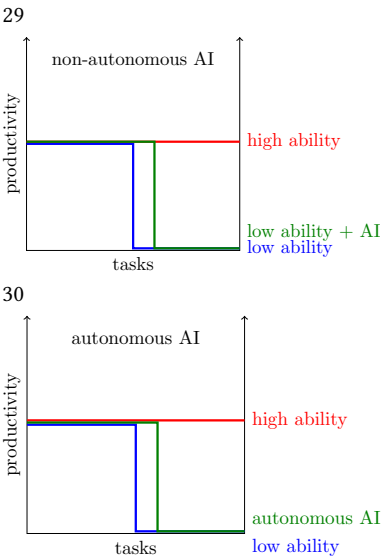 29
non-autonomous AI
productivity
high ability
low ability + AI
low ability
tasks
30
autonomous AI
productivity
high ability
autonomous AI
low ability
tasks